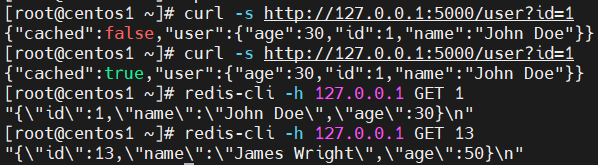 [root@centos1 ~]# curl -s http://127.0.0.1:5000/user?id=1
{"cached":false,"user":{"age":30,"id":1,"name":"John Doe"}}
[root@centos1 ~]# curl -s http://127.0.0.1:5000/user?id=1
{"cached":true,"user":{"age":30,"id":1,"name":"John Doe"}}
[root@centos1 ~]# redis-cli -h 127.0.0.1 GET 1
"{\"id\":1,\"name\":\"John Doe\",\"age\":30}\n"
[root@centos1 ~]# redis-cli -h 127.0.0.1 GET 13
"{\"id\":13,\"name\":\"James Wright\",\"age\":50}\n"